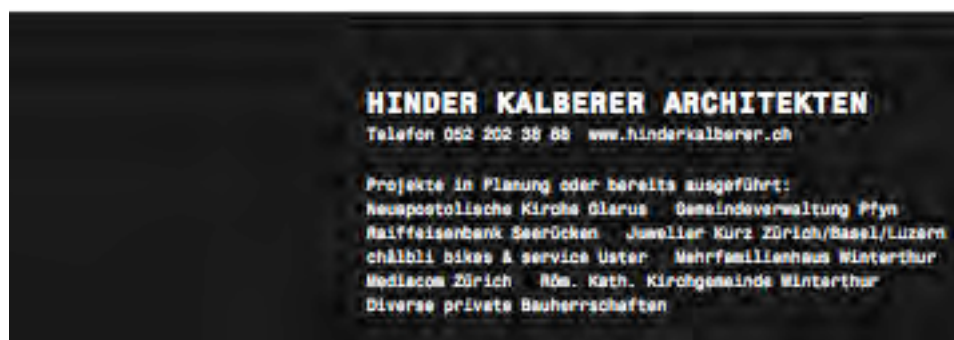 HINDER KALBERER ARCHITEKTEN
Telefon 052 202 38 88 www.hinderkalberer.ch
Projekte in Planung oder bereits ausgeführt:
Neuapostolische Kirche Glarus Gemeindeverwaltung Pfyn
Raiffeisenbank Seerücken Juwelier Kurz Zürich/Basel/Luzern
chälbli bikes & service Uster Mehrfamilienhaus Winterthur
Mediacom Zürich Röm. Kath. Kirchgemeinde Winterthur
Diverse private Bauherrschaften